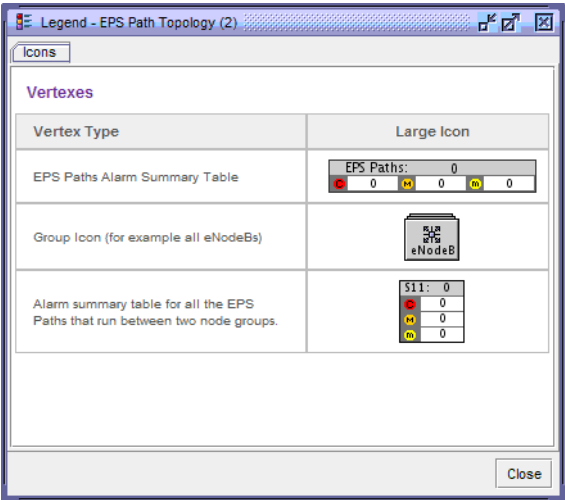 Legend - EPS Path Topology (2)
Icons
Vertexes
Vertex Type
Large Icon
EPS Paths Alarm Summary Table
EPS Paths: 0
C 0 M 0 m 0
Group Icon (for example all eNodeBs)
eNodeB
Alarm summary table for all the EPS
Paths that run between two node groups.
S11: 0
C 0
M 0
m 0
Close